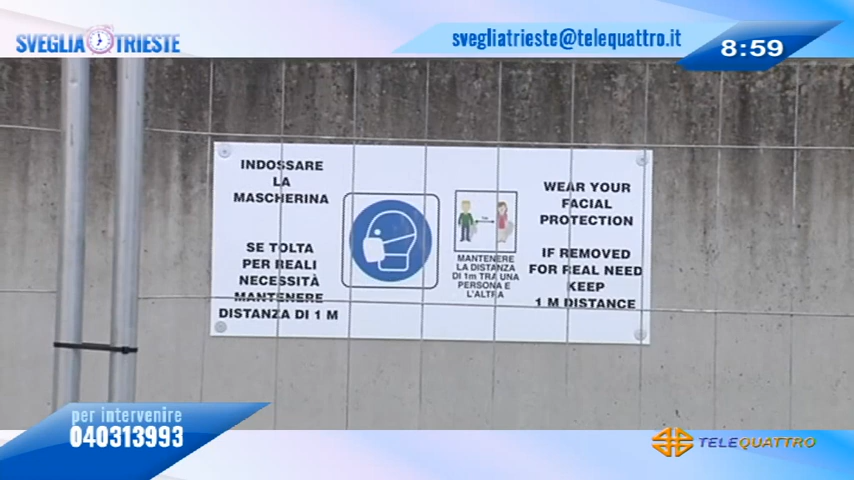 SVEGLIA TRIESTE
svegliatrieste@telequattro.it
8:59
INDOSSARE
LA
MASCHERINA
SE TOLTA
PER REALI
NECESSITÀ
MANTENERE
DISTANZA DI 1 M
1m
MANTENERE
LA DISTANZA
DI 1m TRA UNA
PERSONA E
L'ALTRA
WEAR YOUR
FACIAL
PROTECTION
IF REMOVED
FOR REAL NEED
KEEP
1 M DISTANCE
per intervenire
040313993
TELEQUATTRO